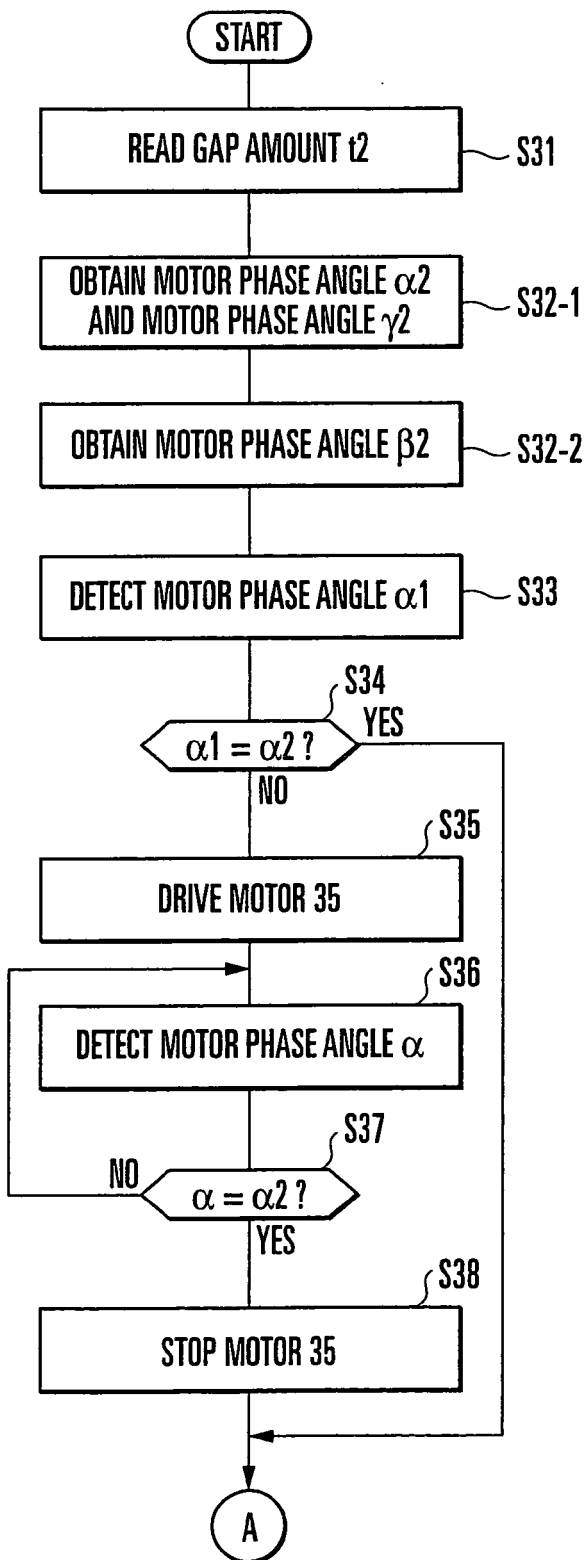 START
READ GAP AMOUNT t2
S31
OBTAIN MOTOR PHASE ANGLE α2
AND MOTOR PHASE ANGLE γ2
S32-1
OBTAIN MOTOR PHASE ANGLE β2
S32-2
DETECT MOTOR PHASE ANGLE α1
S33
S34
α1 = α2 ?
YES
NO
S35
DRIVE MOTOR 35
S36
DETECT MOTOR PHASE ANGLE α
S37
NO
α = α2 ?
YES
S38
STOP MOTOR 35
A